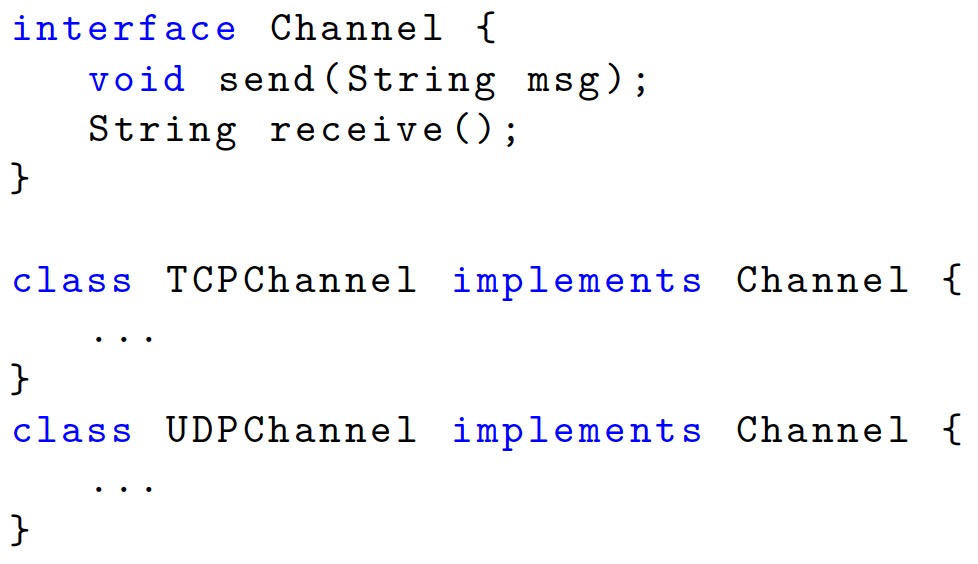 interface Channel {
void send(String msg);
String receive();
}
class TCPChannel implements Channel {
...
}
class UDPChannel implements Channel {
...
}